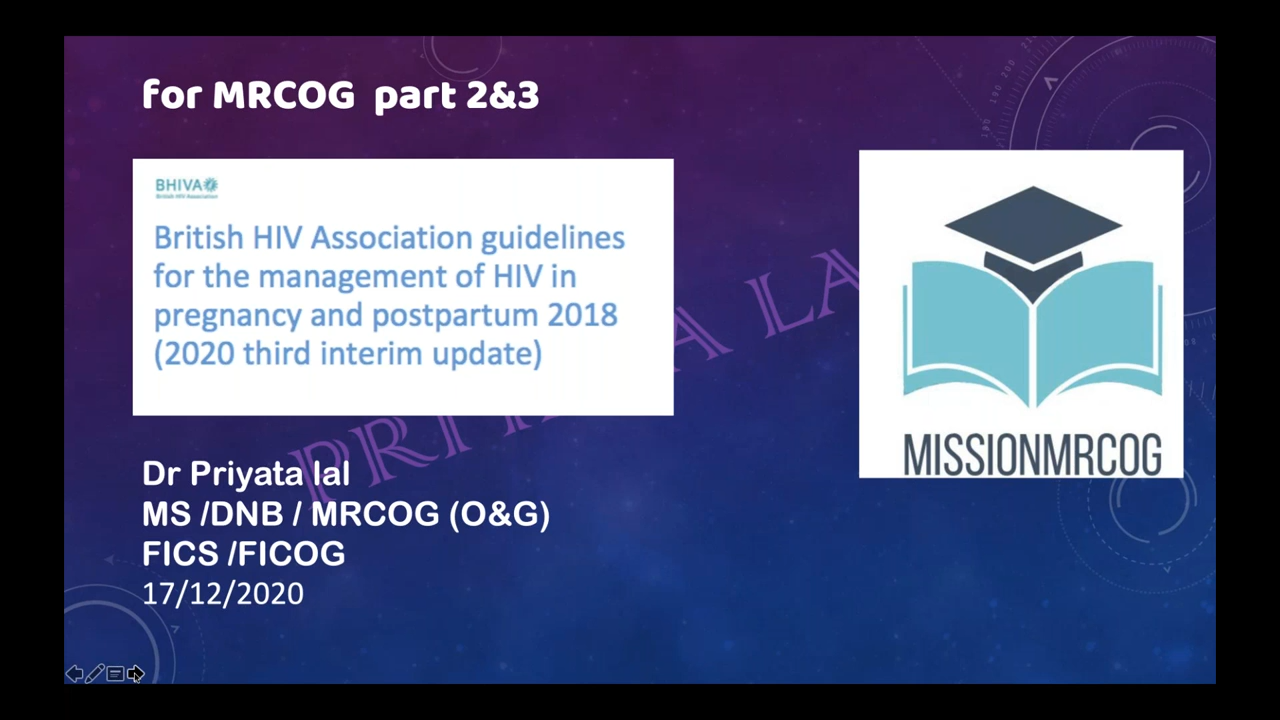 for MRCOG part 2&3
BHIVA
British HIV Association
British HIV Association guidelines
for the management of HIV in
pregnancy and postpartum 2018
(2020 third interim update)
MISSIONMRCOG
Dr Priyata lal
MS /DNB / MRCOG (O&G)
FICS /FICOG
17/12/2020